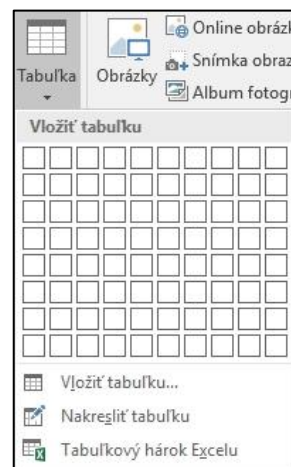 Tabuľka
Obrázky
Online obrázk
Snímka obraz
Album fotogr
Vložiť tabuľku
Vložiť tabuľku...
Nakresliť tabuľku
Tabuľkový hárok Excelu